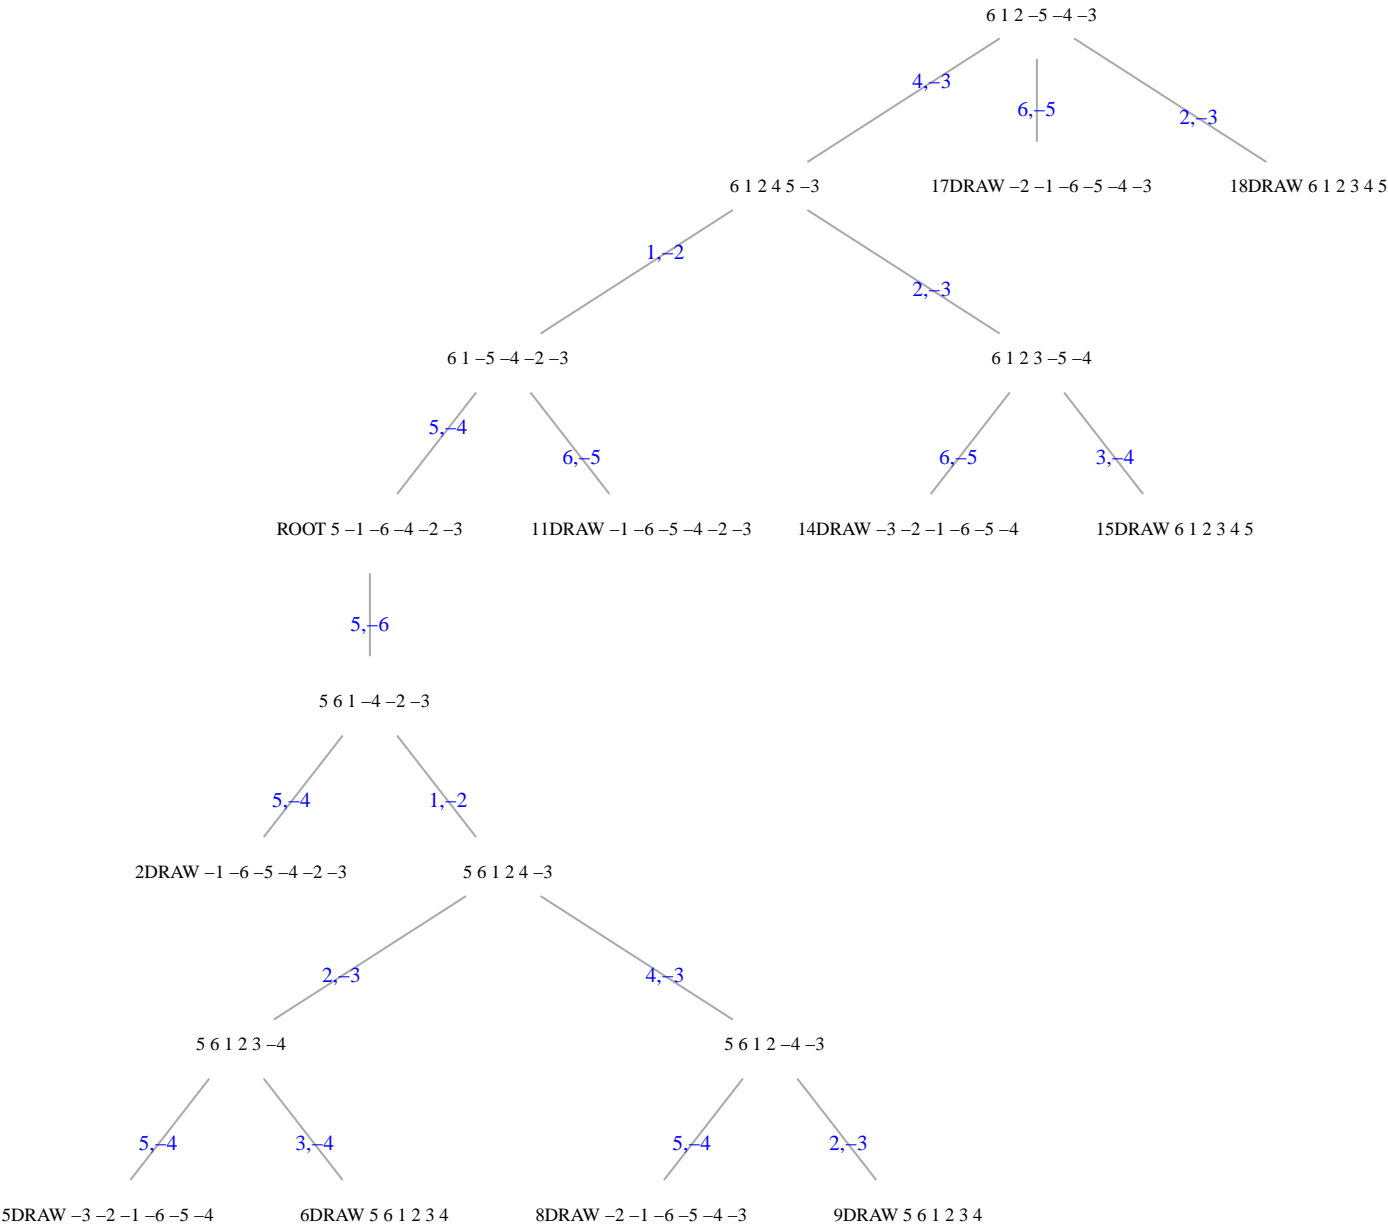 6 1 2 –5 –4 –3
4,–3
6,–5
2,–3
6 1 2 4 5 –3
17DRAW –2 –1 –6 –5 –4 –3
18DRAW 6 1 2 3 4 5
1,–2
2,–3
6 1 –5 –4 –2 –3
6 1 2 3 –5 –4
5,–4
6,–5
6,–5
3,–4
ROOT 5 –1 –6 –4 –2 –3
11DRAW –1 –6 –5 –4 –2 –3
14DRAW –3 –2 –1 –6 –5 –4
15DRAW 6 1 2 3 4 5
5,–6
5 6 1 –4 –2 –3
5,–4
1,–2
2DRAW –1 –6 –5 –4 –2 –3
5 6 1 2 4 –3
2,–3
4,–3
5 6 1 2 3 –4
5 6 1 2 –4 –3
5,–4
3,–4
5,–4
2,–3
5DRAW –3 –2 –1 –6 –5 –4
6DRAW 5 6 1 2 3 4
8DRAW –2 –1 –6 –5 –4 –3
9DRAW 5 6 1 2 3 4